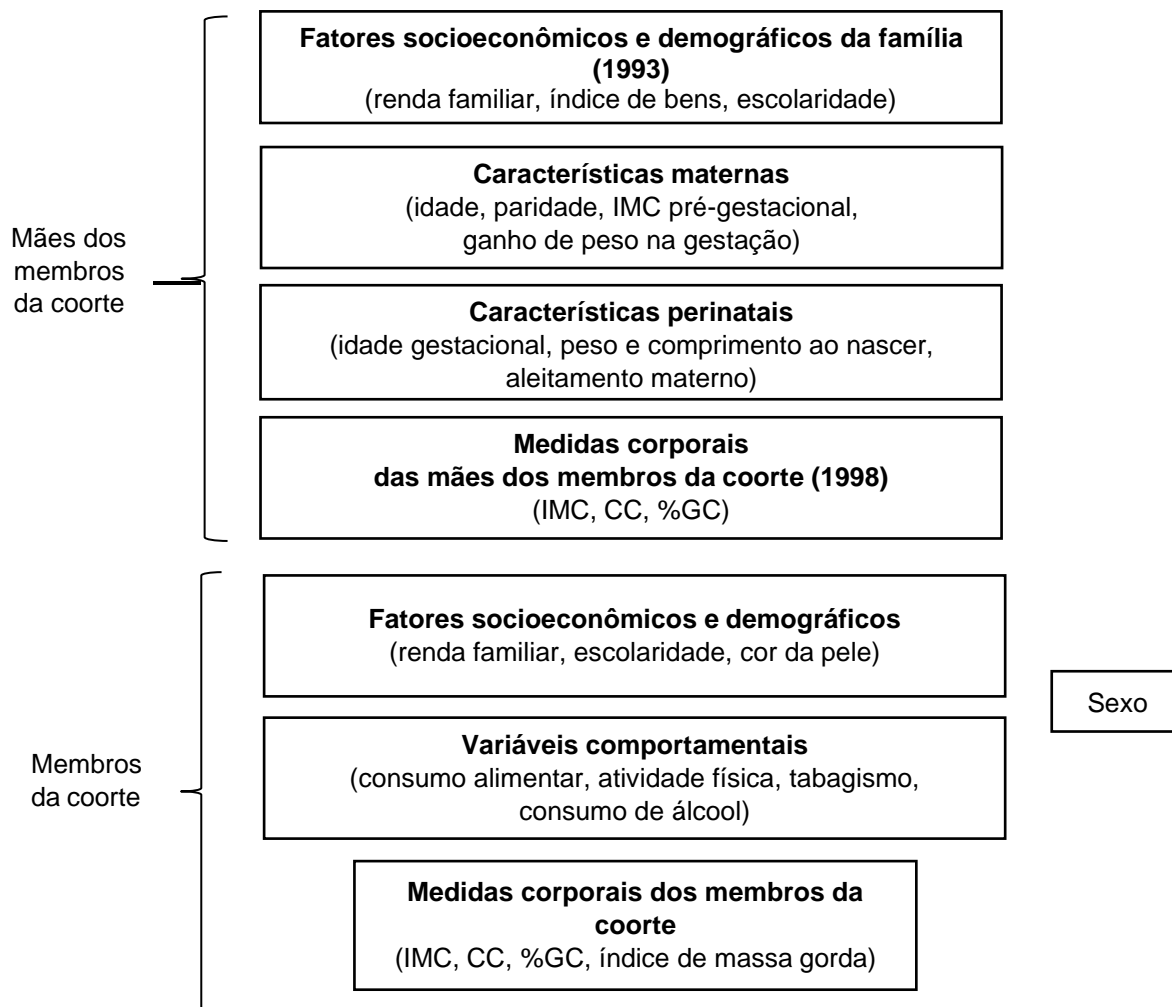 Fatores socioeconômicos e demográficos da família
(1993)
(renda familiar, índice de bens, escolaridade)
Características maternas
(idade, paridade, IMC pré-gestacional,
ganho de peso na gestação)
Mães dos
membros
da coorte
Características perinatais
(idade gestacional, peso e comprimento ao nascer,
aleitamento materno)
Medidas corporais
das mães dos membros da coorte (1998)
(IMC, CC, %GC)
Fatores socioeconômicos e demográficos
(renda familiar, escolaridade, cor da pele)
Sexo
Variáveis comportamentais
(consumo alimentar, atividade física, tabagismo,
consumo de álcool)
Membros
da coorte
Medidas corporais dos membros da
coorte
(IMC, CC, %GC, índice de massa gorda)